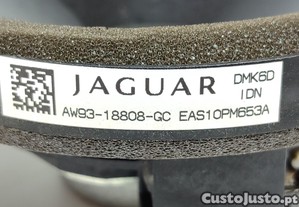 JAGUAR
DMK6D
IDN
AW93-18808-GC EAS10PM653A
CustoJusto.pt